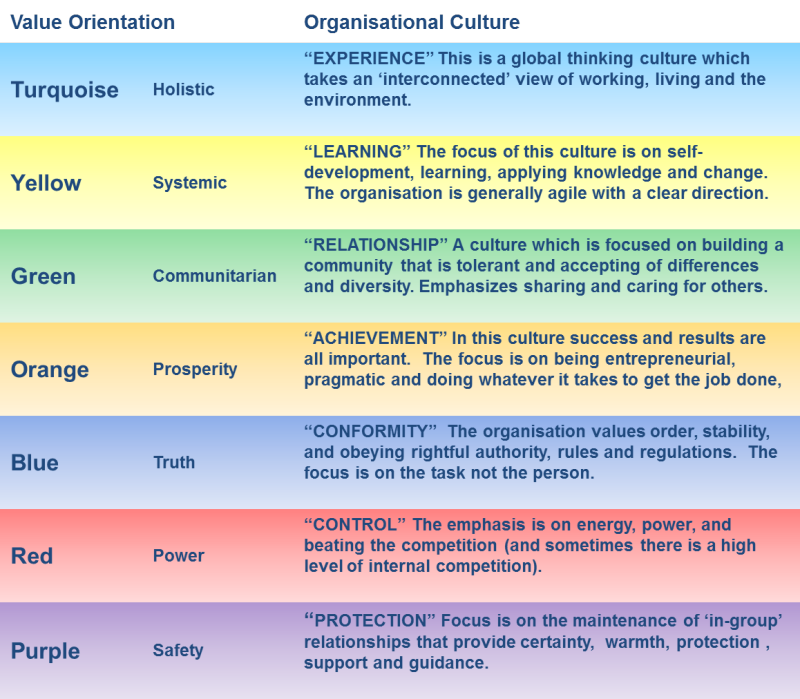 Value Orientation Organisational Culture
Turquoise Holistic
“EXPERIENCE” This is a global thinking culture which
takes an ‘interconnected’ view of working, living and the
environment.
Yellow Systemic
“LEARNING” The focus of this culture is on self-
development, learning, applying knowledge and change.
The organisation is generally agile with a clear direction.
Green Communitarian
“RELATIONSHIP” A culture which is focused on building a
community that is tolerant and accepting of differences
and diversity. Emphasizes sharing and caring for others.
Orange Prosperity
“ACHIEVEMENT” In this culture success and results are
all important. The focus is on being entrepreneurial,
pragmatic and doing whatever it takes to get the job done,
Blue Truth
“CONFORMITY” The organisation values order, stability,
and obeying rightful authority, rules and regulations. The
focus is on the task not the person.
Red Power
“CONTROL” The emphasis is on energy, power, and
beating the competition (and sometimes there is a high
level of internal competition).
Purple Safety
“PROTECTION” Focus is on the maintenance of ‘in-group’
relationships that provide certainty, warmth, protection ,
support and guidance.